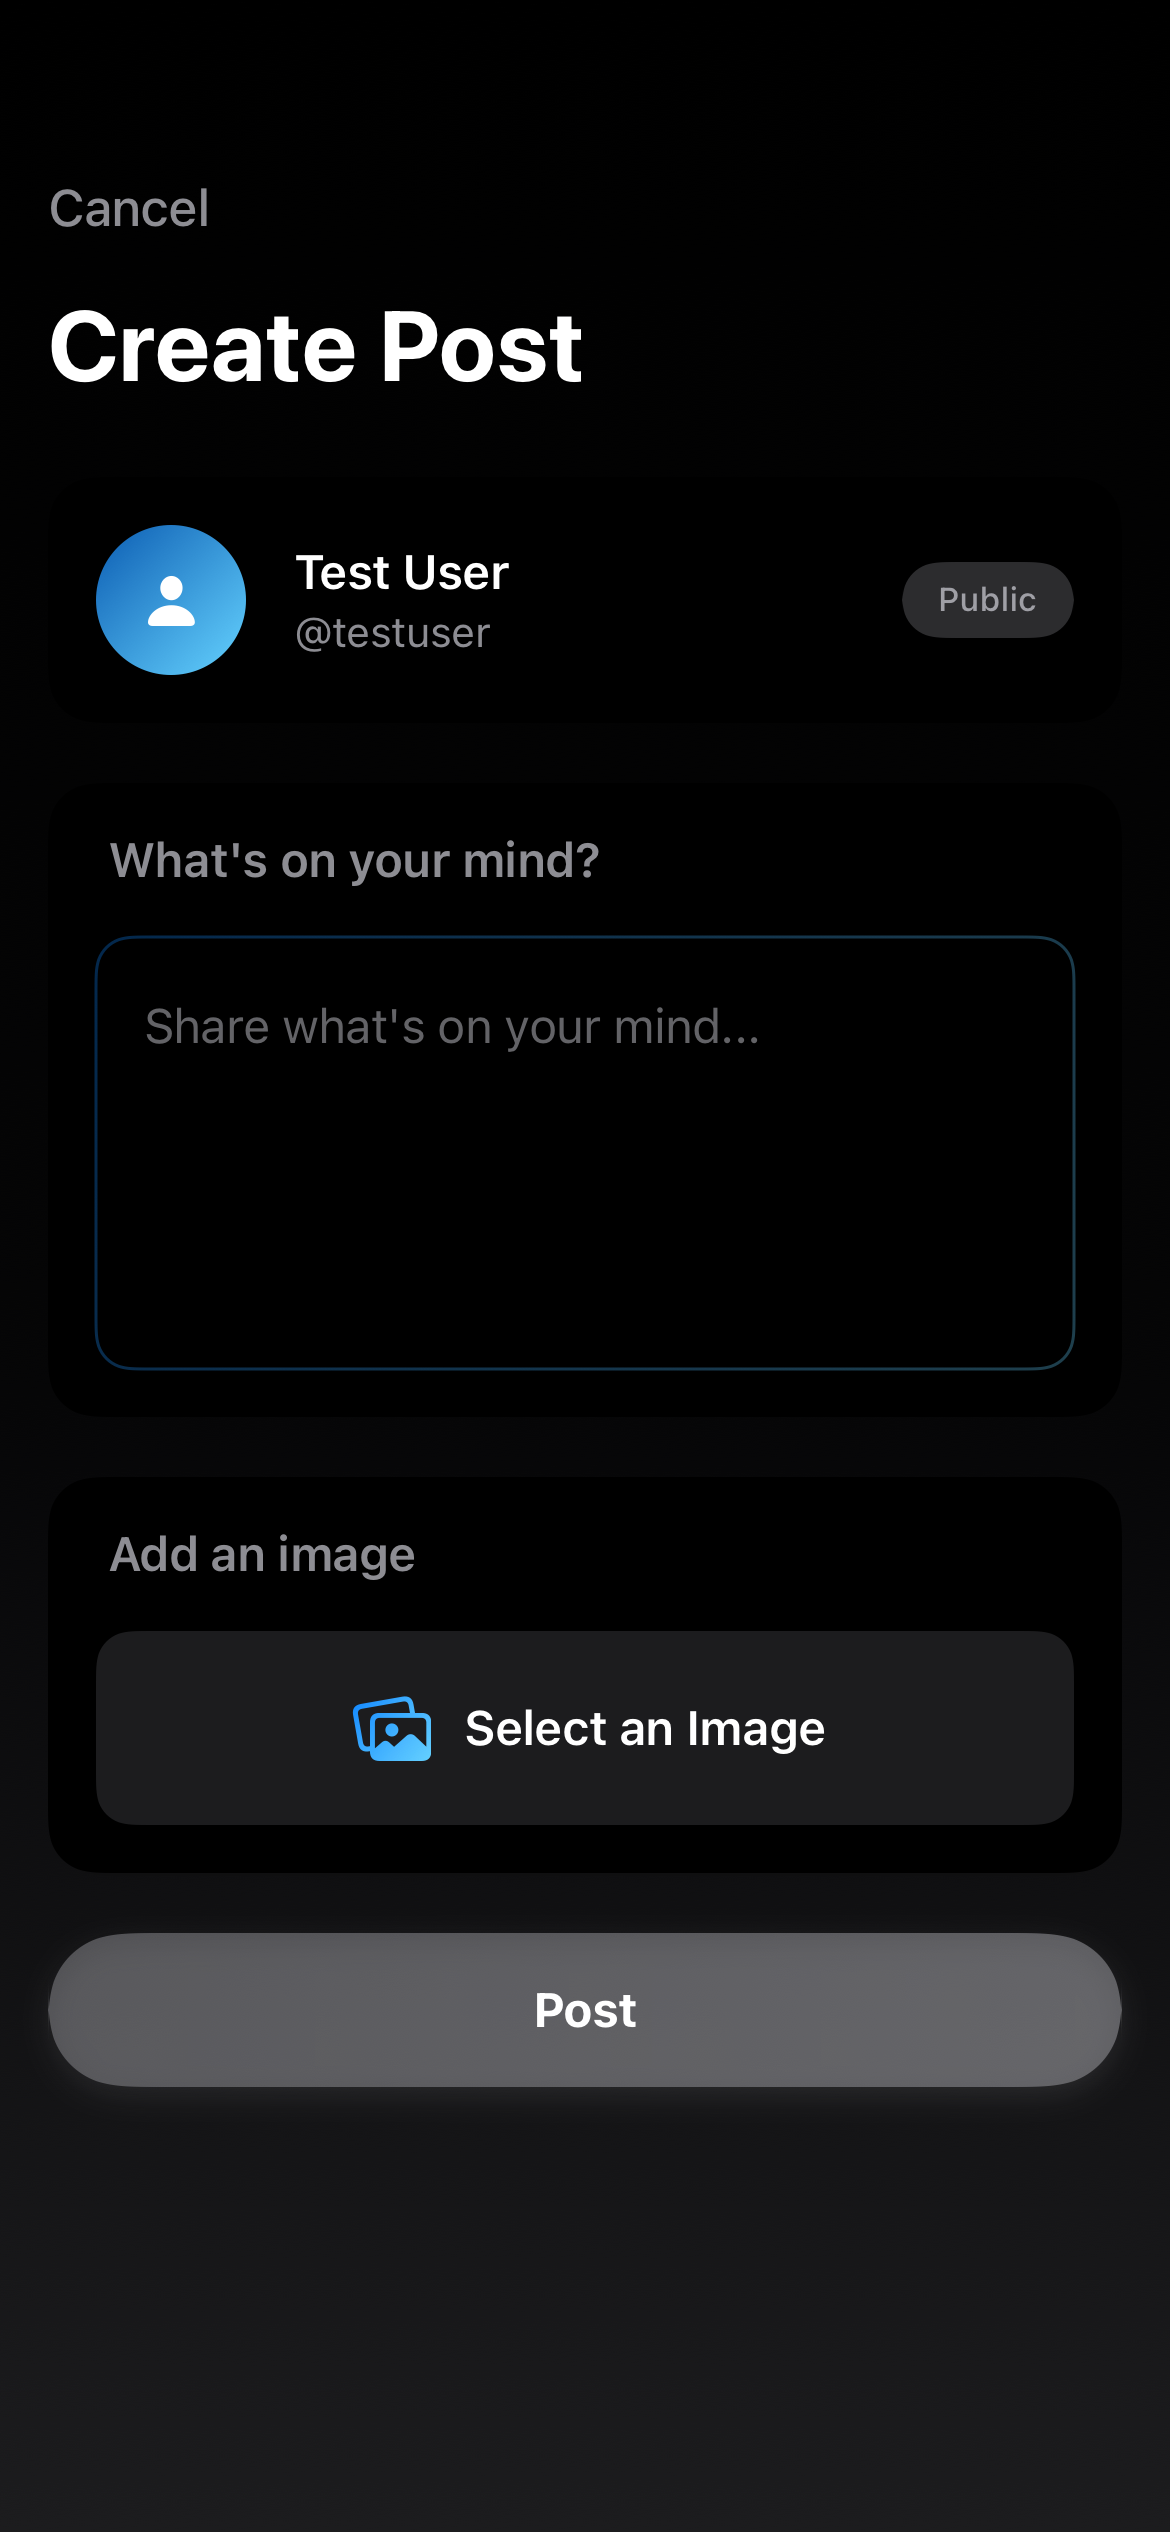 Cancel
Create Post
Test User
@testuser
Public
What's on your mind?
Share what's on your mind...
Add an image
Select an Image
Post